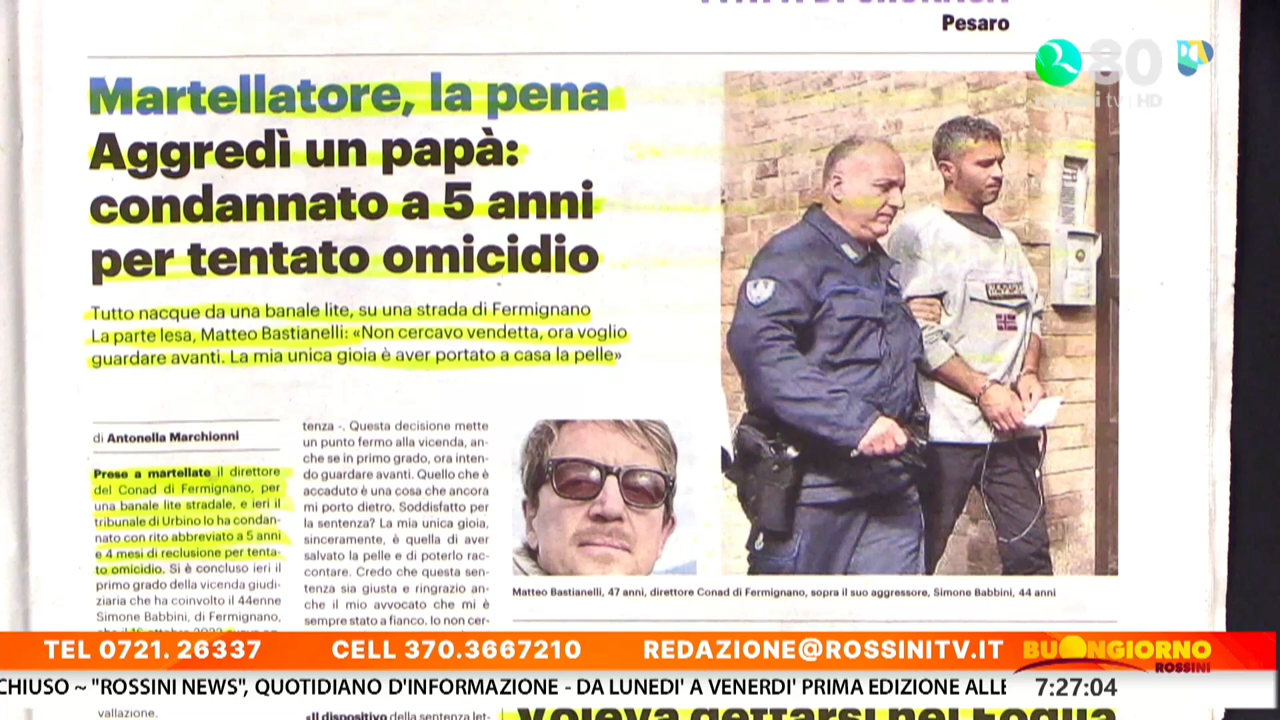 Pesaro
80
tv | HD
Martellatore, la pena
Aggredì un papà:
condannato a 5 anni
per tentato omicidio
Tutto nacque da una banale lite, su una strada di Fermignano
La parte lesa, Matteo Bastianelli: «Non cercavo vendetta, ora voglio
guardare avanti. La mia unica gioia è aver portato a casa la pelle»
di Antonella Marchionni
Prese a martellate il direttore
del Conad di Fermignano, per
una banale lite stradale, e ieri il
tribunale di Urbino lo ha condan-
nato con rito abbreviato a 5 anni
e 4 mesi di reclusione per tenta-
to omicidio. Si è concluso ieri il
primo grado della vicenda giudi-
ziaria che ha coinvolto il 44enne
Simone Babbini, di Fermignano,
vallazione.
tenza -. Questa decisione mette
un punto fermo alla vicenda, an-
che se in primo grado, ora inten-
do guardare avanti. Quello che è
accaduto è una cosa che ancora
mi porto dietro. Soddisfatto per
la sentenza? La mia unica gioia,
sinceramente, è quella di aver
salvato la pelle e di poterlo rac-
contare. Credo che questa sen-
tenza sia giusta e ringrazio an-
che il mio avvocato che mi è
sempre stato a fianco. Io non cer-
«Il dispositivo della sentenza let-
Matteo Bastianelli, 47 anni, direttore Conad di Fermignano, sopra il suo aggressore, Simone Babbini, 44 anni
TEL 0721. 26337 CELL 370.3667210 REDAZIONE@ROSSINITV.IT
BUONGIORNO
ROSSINI
CHIUSO ~ "ROSSINI NEWS", QUOTIDIANO D'INFORMAZIONE - DA LUNEDI' A VENERDI' PRIMA EDIZIONE ALLE
7:27:04
Voleva gettarsi nel Foglia